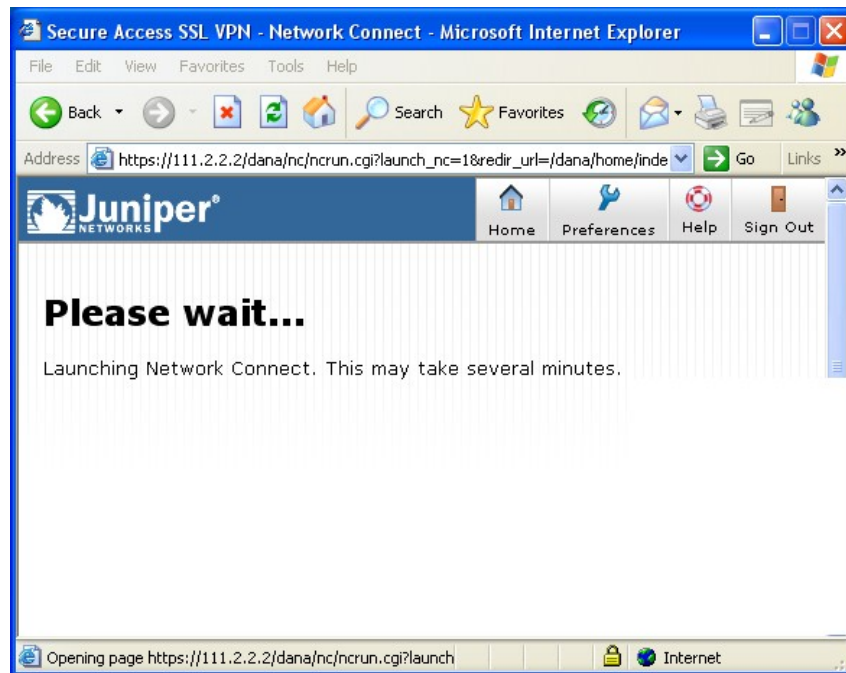 Secure Access SSL VPN - Network Connect - Microsoft Internet Explorer
File Edit View Favorites Tools Help
Back Search Favorites
Address https://111.2.2.2/dana/nc/ncrun.cgi?launch_nc=1&redir_url=/dana/home/inde Go Links »
Juniper®
NETWORKS
Home Preferences Help Sign Out
Please wait...
Launching Network Connect. This may take several minutes.
Opening page https://111.2.2.2/dana/nc/ncrun.cgi?launch Internet